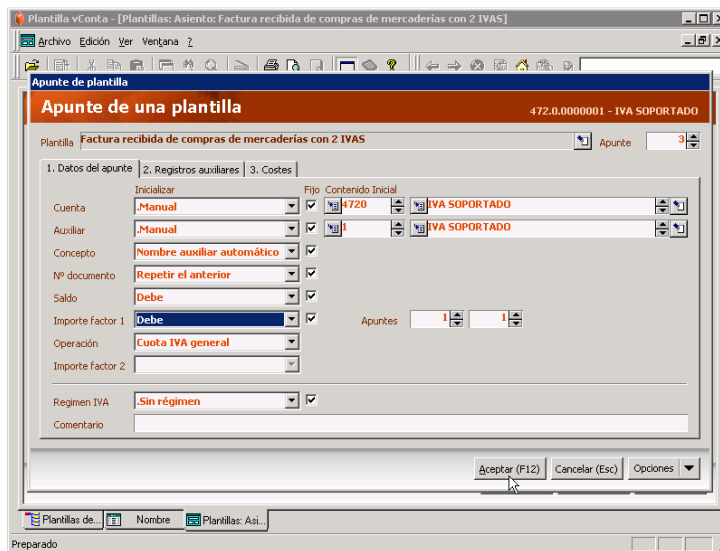 Plantilla vConta - [Plantillas: Asiento: Factura recibida de compras de mercaderías con 2 IVAS]
Archivo Edición Ver Ventana ?
Apunte de plantilla
Apunte de una plantilla 472.0.0000001 - IVA SOPORTADO
Plantilla Factura recibida de compras de mercaderías con 2 IVAS Apunte 3
1. Datos del apunte 2. Registros auxiliares 3. Costes
Inicializar Fijo Contenido Inicial
Cuenta .Manual 4720 IVA SOPORTADO
Auxiliar .Manual 1 IVA SOPORTADO
Concepto Nombre auxiliar automático
Nº documento Repetir el anterior
Saldo Debe
Importe factor 1 Debe Apuntes 1 1
Operación Cuota IVA general
Importe factor 2
Regimen IVA .Sin régimen
Comentario
Aceptar (F12) Cancelar (Esc) Opciones
Plantillas de... Nombre Plantillas: Asi...
Preparado